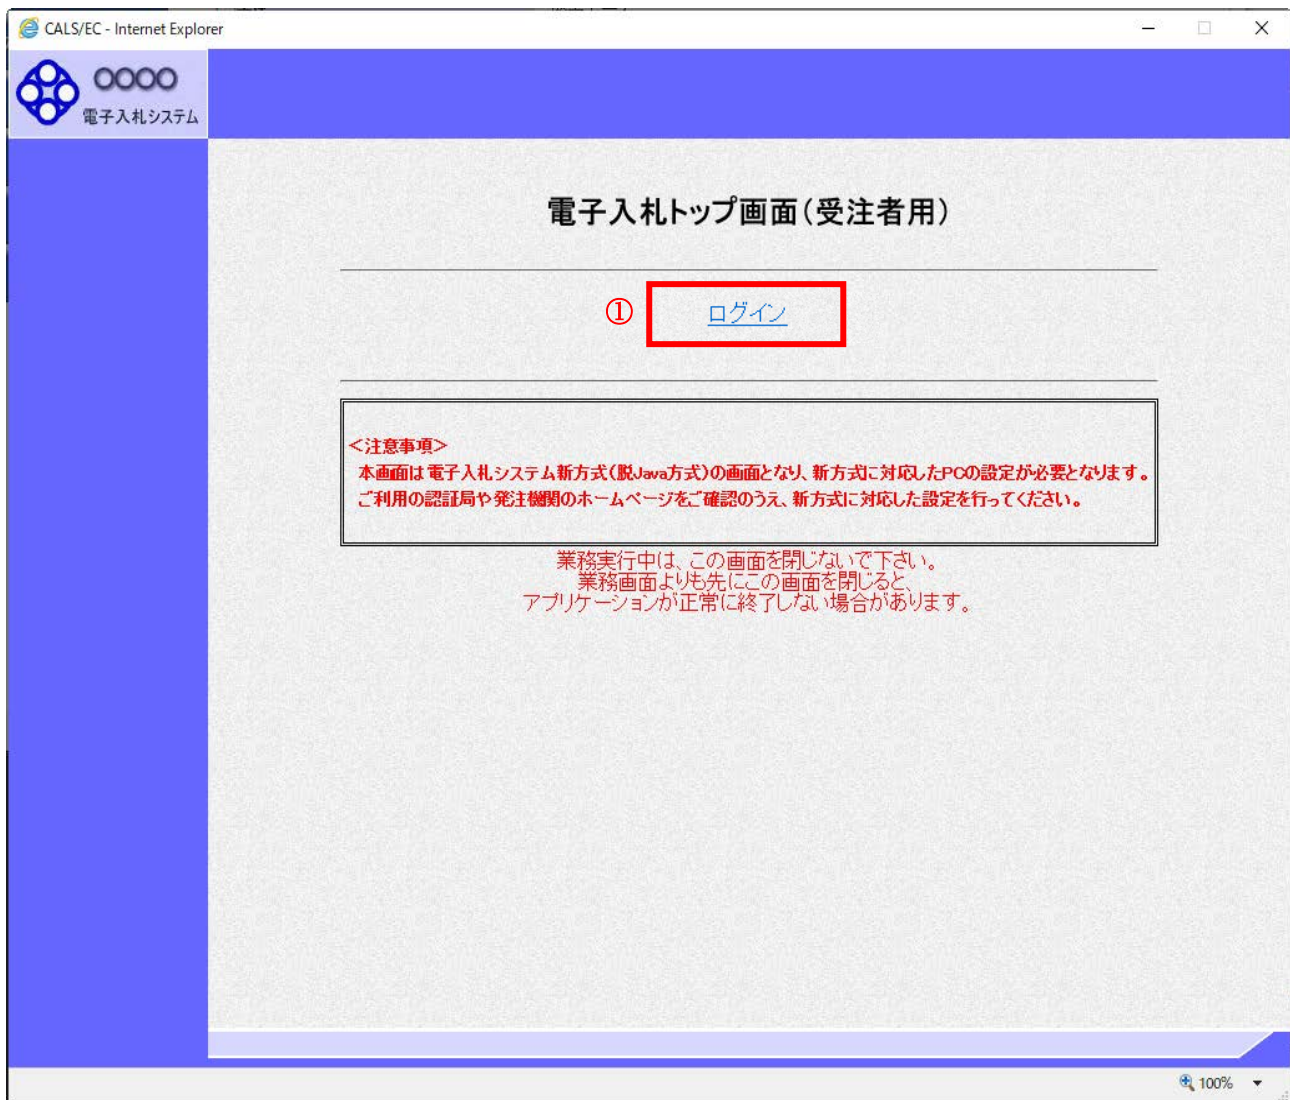 CALS/EC - Internet Explorer
○○○○
電子入札システム
電子入札トップ画面(受注者用)
① ログイン
<注意事項>
本画面は電子入札システム新方式(脱Java方式)の画面となり、新方式に対応したPCの設定が必要となります。
ご利用の認証局や発注機関のホームページをご確認のうえ、新方式に対応した設定を行ってください。
業務実行中は、この画面を閉じないで下さい。
業務画面よりも先にこの画面を閉じると、
アプリケーションが正常に終了しない場合があります。
100%